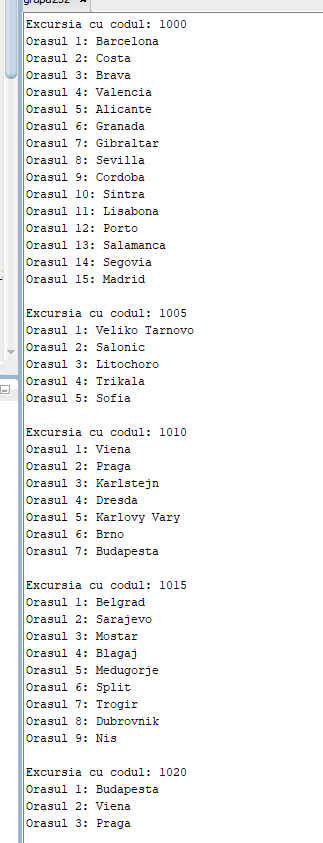 grupa252
Excursia cu codul: 1000
Orasul 1: Barcelona
Orasul 2: Costa
Orasul 3: Brava
Orasul 4: Valencia
Orasul 5: Alicante
Orasul 6: Granada
Orasul 7: Gibraltar
Orasul 8: Sevilla
Orasul 9: Cordoba
Orasul 10: Sintra
Orasul 11: Lisabona
Orasul 12: Porto
Orasul 13: Salamanca
Orasul 14: Segovia
Orasul 15: Madrid
Excursia cu codul: 1005
Orasul 1: Veliko Tarnovo
Orasul 2: Salonic
Orasul 3: Litochoro
Orasul 4: Trikala
Orasul 5: Sofia
Excursia cu codul: 1010
Orasul 1: Viena
Orasul 2: Praga
Orasul 3: Karlstejn
Orasul 4: Dresda
Orasul 5: Karlovy Vary
Orasul 6: Brno
Orasul 7: Budapesta
Excursia cu codul: 1015
Orasul 1: Belgrad
Orasul 2: Sarajevo
Orasul 3: Mostar
Orasul 4: Blagaj
Orasul 5: Medugorje
Orasul 6: Split
Orasul 7: Trogir
Orasul 8: Dubrovnik
Orasul 9: Nis
Excursia cu codul: 1020
Orasul 1: Budapesta
Orasul 2: Viena
Orasul 3: Praga